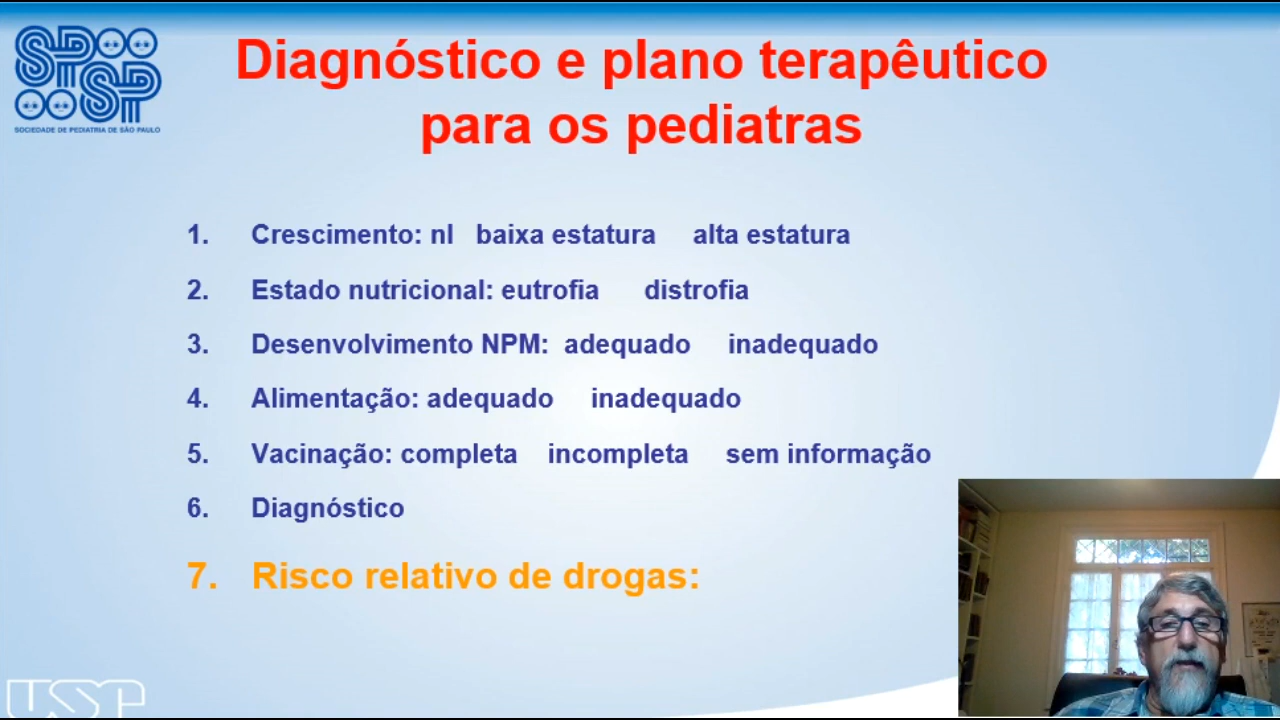 SP
SP
SOCIEDADE DE PEDIATRIA DE SÃO PAULO
Diagnóstico e plano terapêutico
para os pediatras
1. Crescimento: nl baixa estatura alta estatura
2. Estado nutricional: eutrofia distrofia
3. Desenvolvimento NPM: adequado inadequado
4. Alimentação: adequado inadequado
5. Vacinação: completa incompleta sem informação
6. Diagnóstico
7. Risco relativo de drogas:
USP